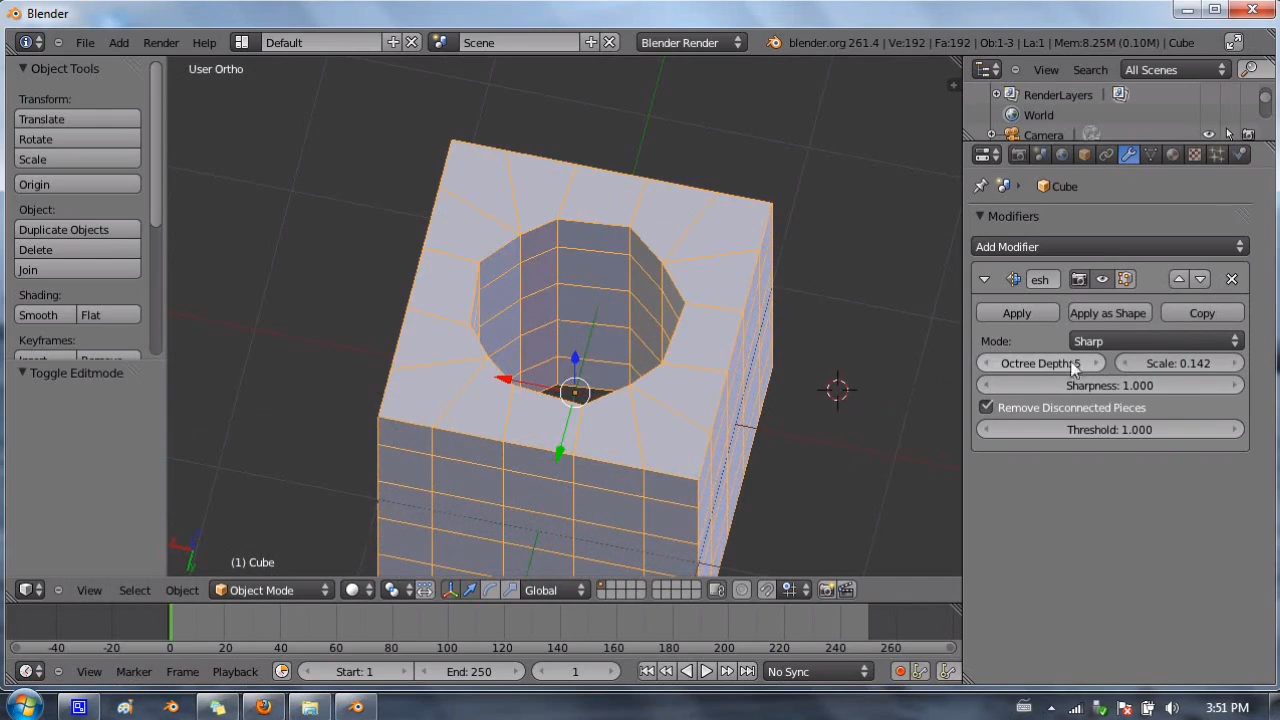 Blender
File Add Render Help Default Scene Blender Render blender.org 261.4 | Ve:192 | Fa:192 | Ob:1-3 | La:1 | Mem:8.25M (0.10M) | Cube
Object Tools
Transform:
Translate
Rotate
Scale
Origin
Object:
Duplicate Objects
Delete
Join
Shading:
Smooth Flat
Keyframes:
Toggle Editmode
User Ortho
(1) Cube
View Search All Scenes
RenderLayers
World
Camera
Cube
Modifiers
Add Modifier
esh
Apply Apply as Shape Copy
Mode: Sharp
Octree Depth: Scale: 0.142
Sharpness: 1.000
Remove Disconnected Pieces
Threshold: 1.000
View Select Object Object Mode Global
-40 -20 0 20 40 60 80 100 120 140 160 180 200 220 240 260
View Marker Frame Playback Start: 1 End: 250 1 No Sync
3:51 PM